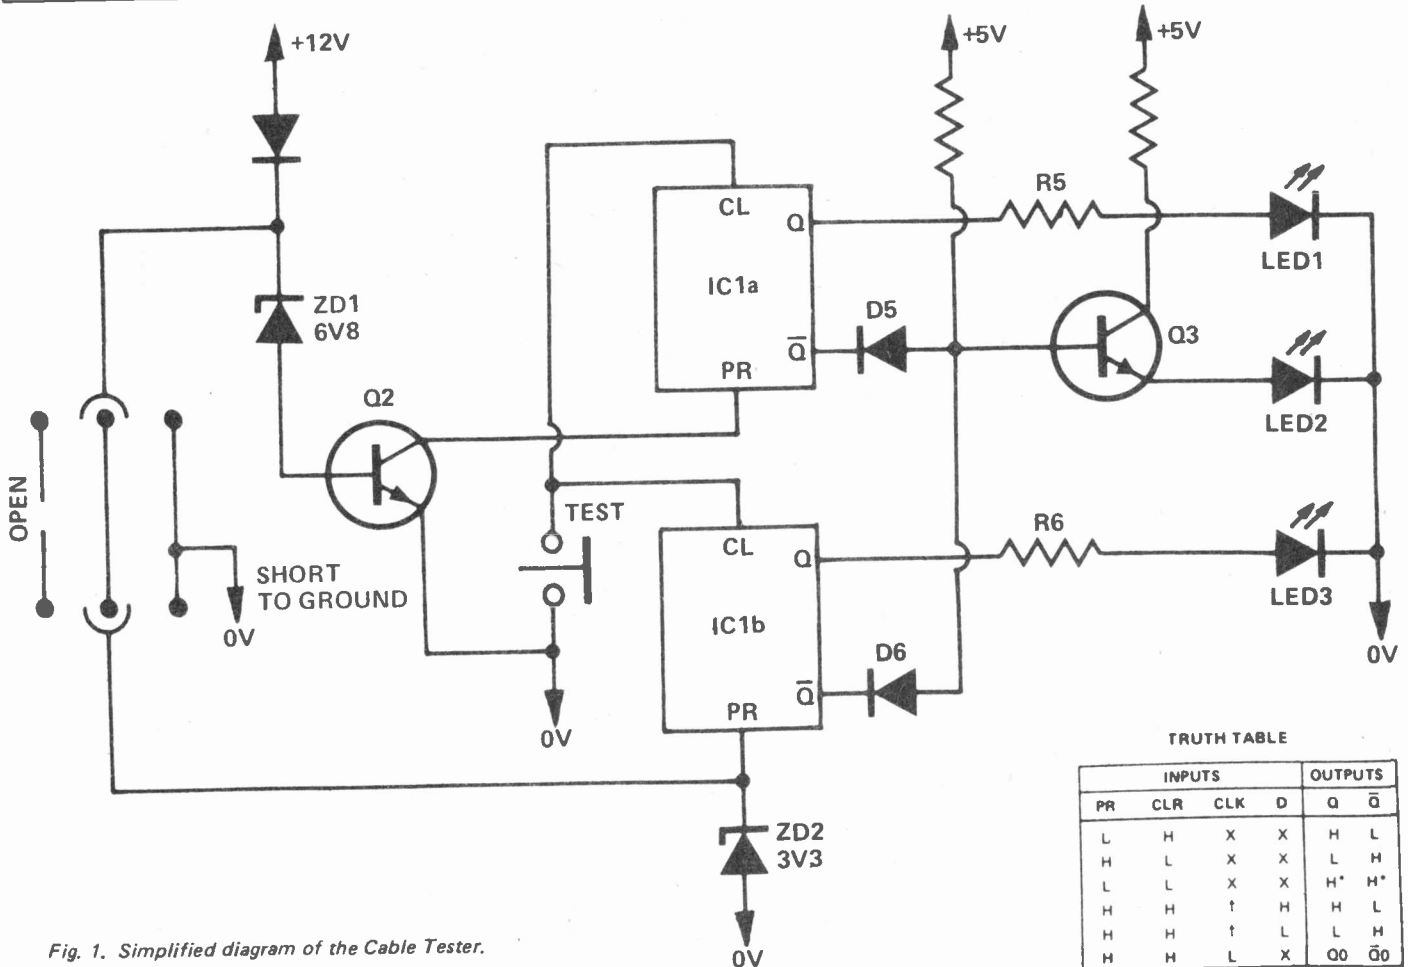 +12V
+5V
+5V
ZD1
6V8
Q2
OPEN
SHORT
TO GROUND
0V
TEST
0V
CL
Q
IC1a
Q̅
PR
D5
R5
Q3
LED1
LED2
CL
Q
IC1b
Q̅
PR
D6
R6
LED3
0V
ZD2
3V3
0V
TRUTH TABLE
INPUTS OUTPUTS
PR CLR CLK D Q Q̅
L H X X H L
H L X X L H
L L X X H* H*
H H ↑ H H L
H H ↑ L L H
H H L X Q0 Q̅0
Fig. 1. Simplified diagram of the Cable Tester.